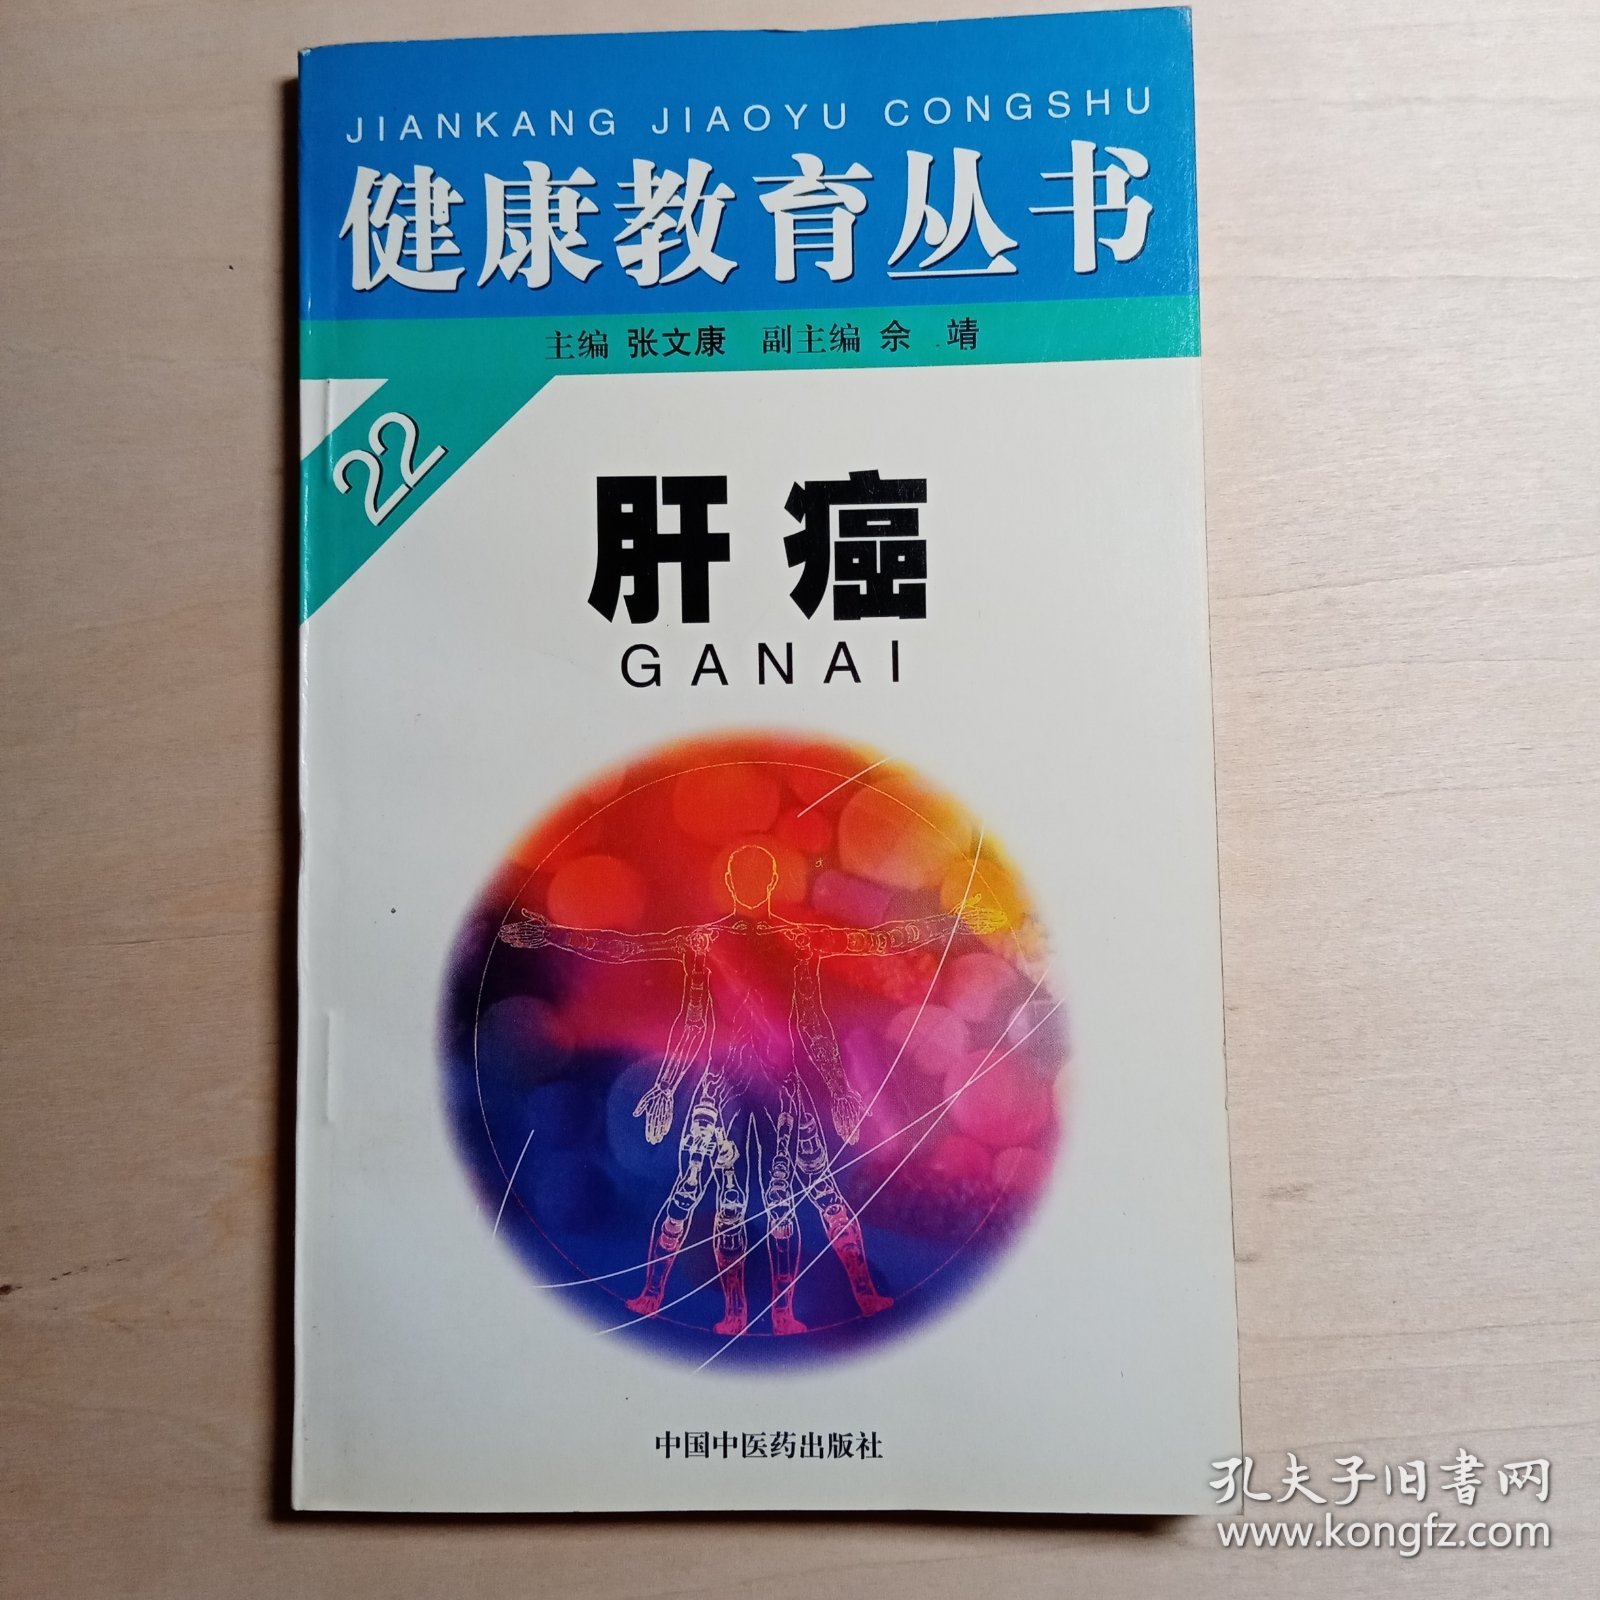 JIANKANG JIAOYU CONGSHU
健康教育丛书
主编 张文康 副主编 佘 靖
22
肝癌
GANAI
中国中医药出版社
孔夫子旧书网
www.kongfz.com